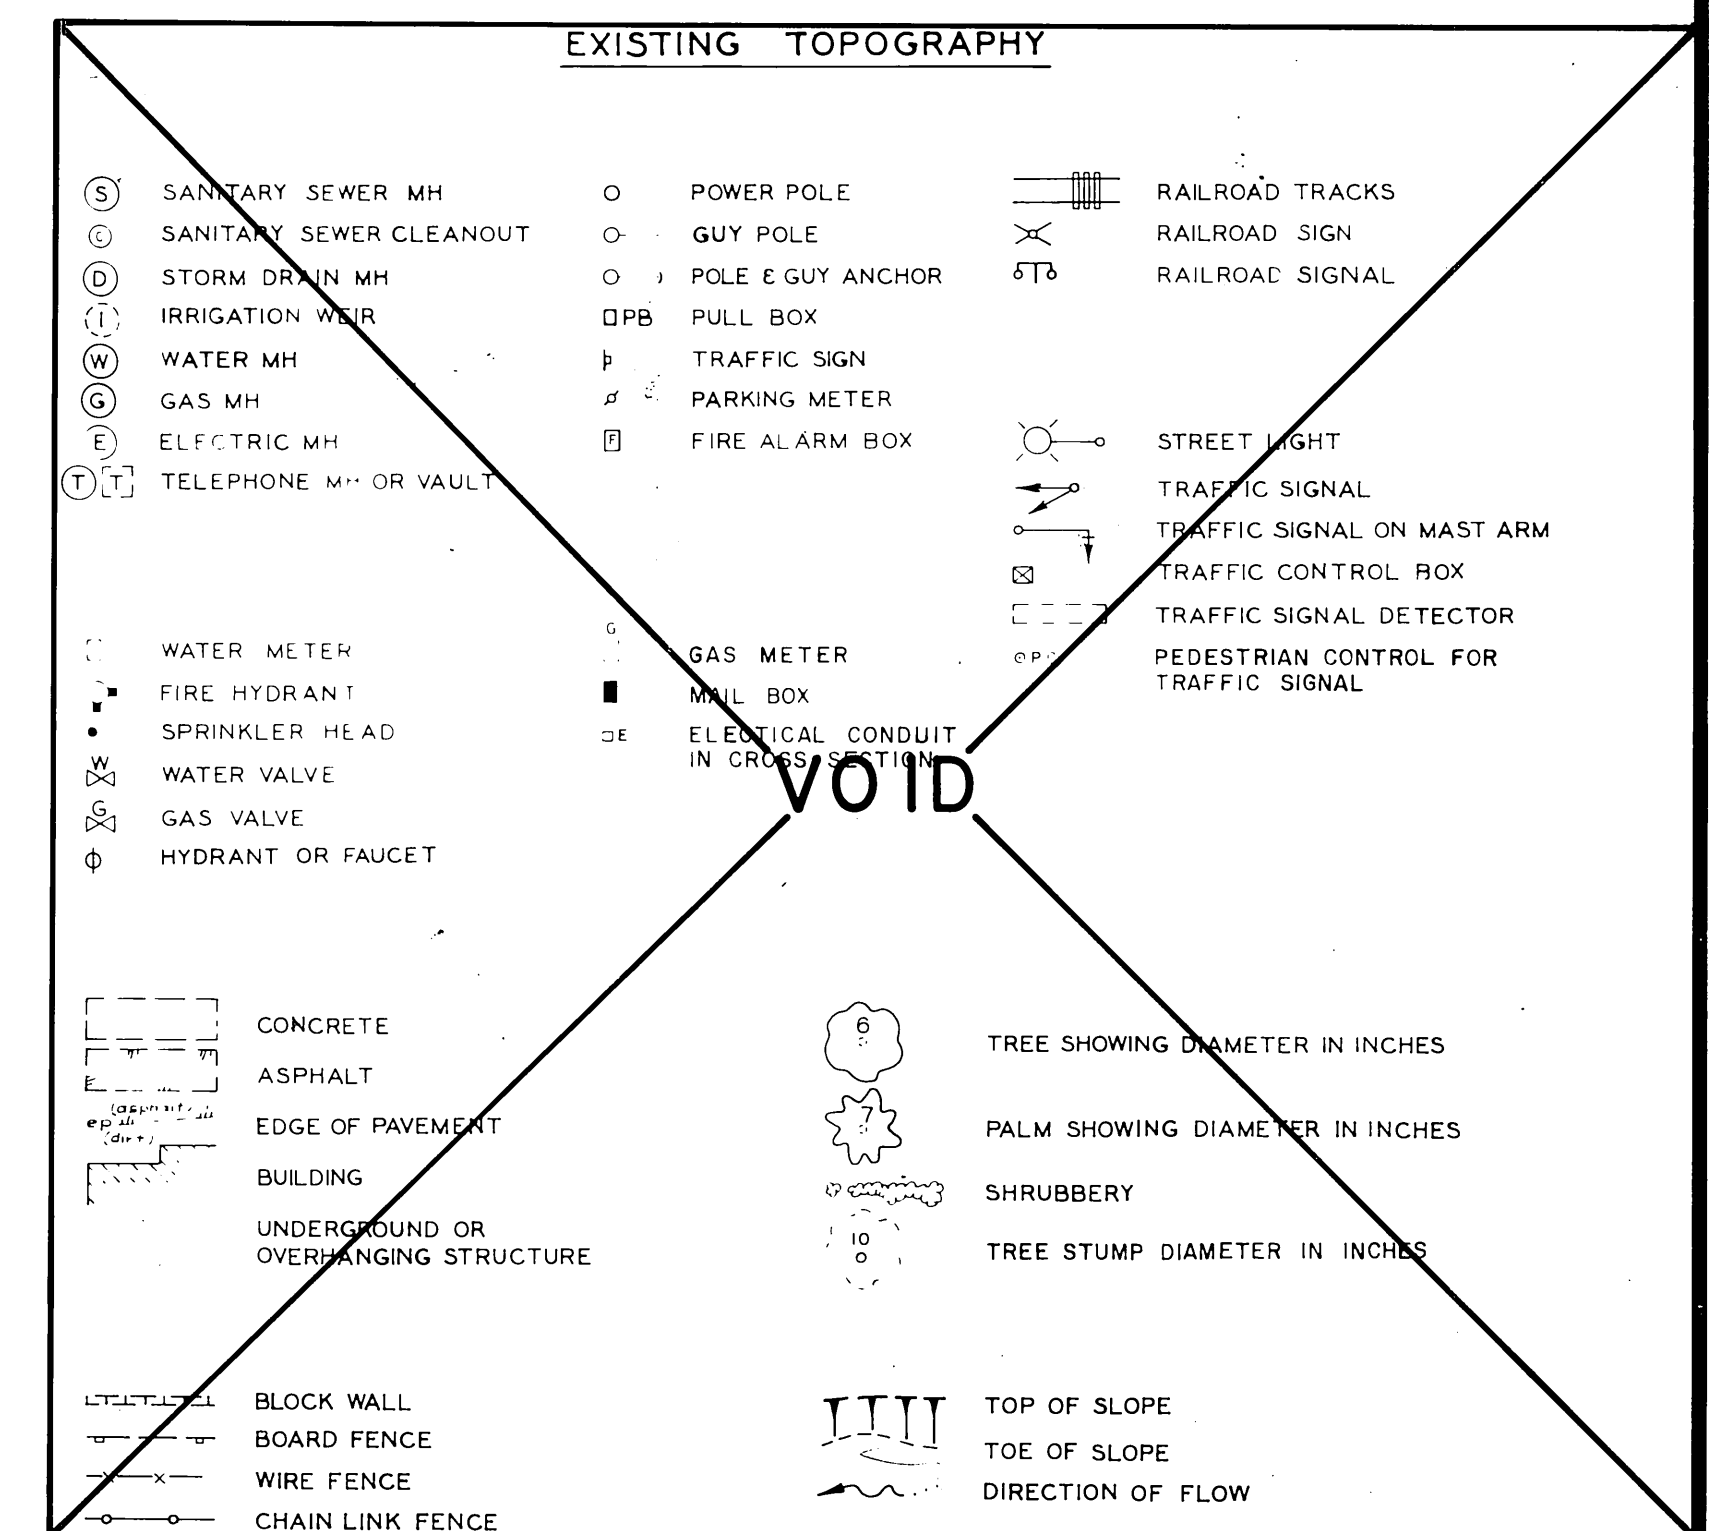 EXISTING TOPOGRAPHY
S SANITARY SEWER MH
C SANITARY SEWER CLEANOUT
D STORM DRAIN MH
I IRRIGATION WEIR
W WATER MH
G GAS MH
E ELECTRIC MH
T T TELEPHONE MH OR VAULT
POWER POLE
GUY POLE
POLE & GUY ANCHOR
PB PULL BOX
TRAFFIC SIGN
PARKING METER
F FIRE ALARM BOX
RAILROAD TRACKS
RAILROAD SIGN
RAILROAD SIGNAL
STREET LIGHT
TRAFFIC SIGNAL
TRAFFIC SIGNAL ON MAST ARM
TRAFFIC CONTROL BOX
TRAFFIC SIGNAL DETECTOR
PEDESTRIAN CONTROL FOR
TRAFFIC SIGNAL
WATER METER
FIRE HYDRANT
SPRINKLER HEAD
W WATER VALVE
G GAS VALVE
HYDRANT OR FAUCET
G
GAS METER
MAIL BOX
E ELECTICAL CONDUIT
IN CROSS SECTION
VOID
CONCRETE
ASPHALT
(asphalt)
ep EDGE OF PAVEMENT
(dirt)
BUILDING
UNDERGROUND OR
OVERHANGING STRUCTURE
6 TREE SHOWING DIAMETER IN INCHES
7 PALM SHOWING DIAMETER IN INCHES
SHRUBBERY
10 TREE STUMP DIAMETER IN INCHES
BLOCK WALL
BOARD FENCE
WIRE FENCE
CHAIN LINK FENCE
TOP OF SLOPE
TOE OF SLOPE
DIRECTION OF FLOW